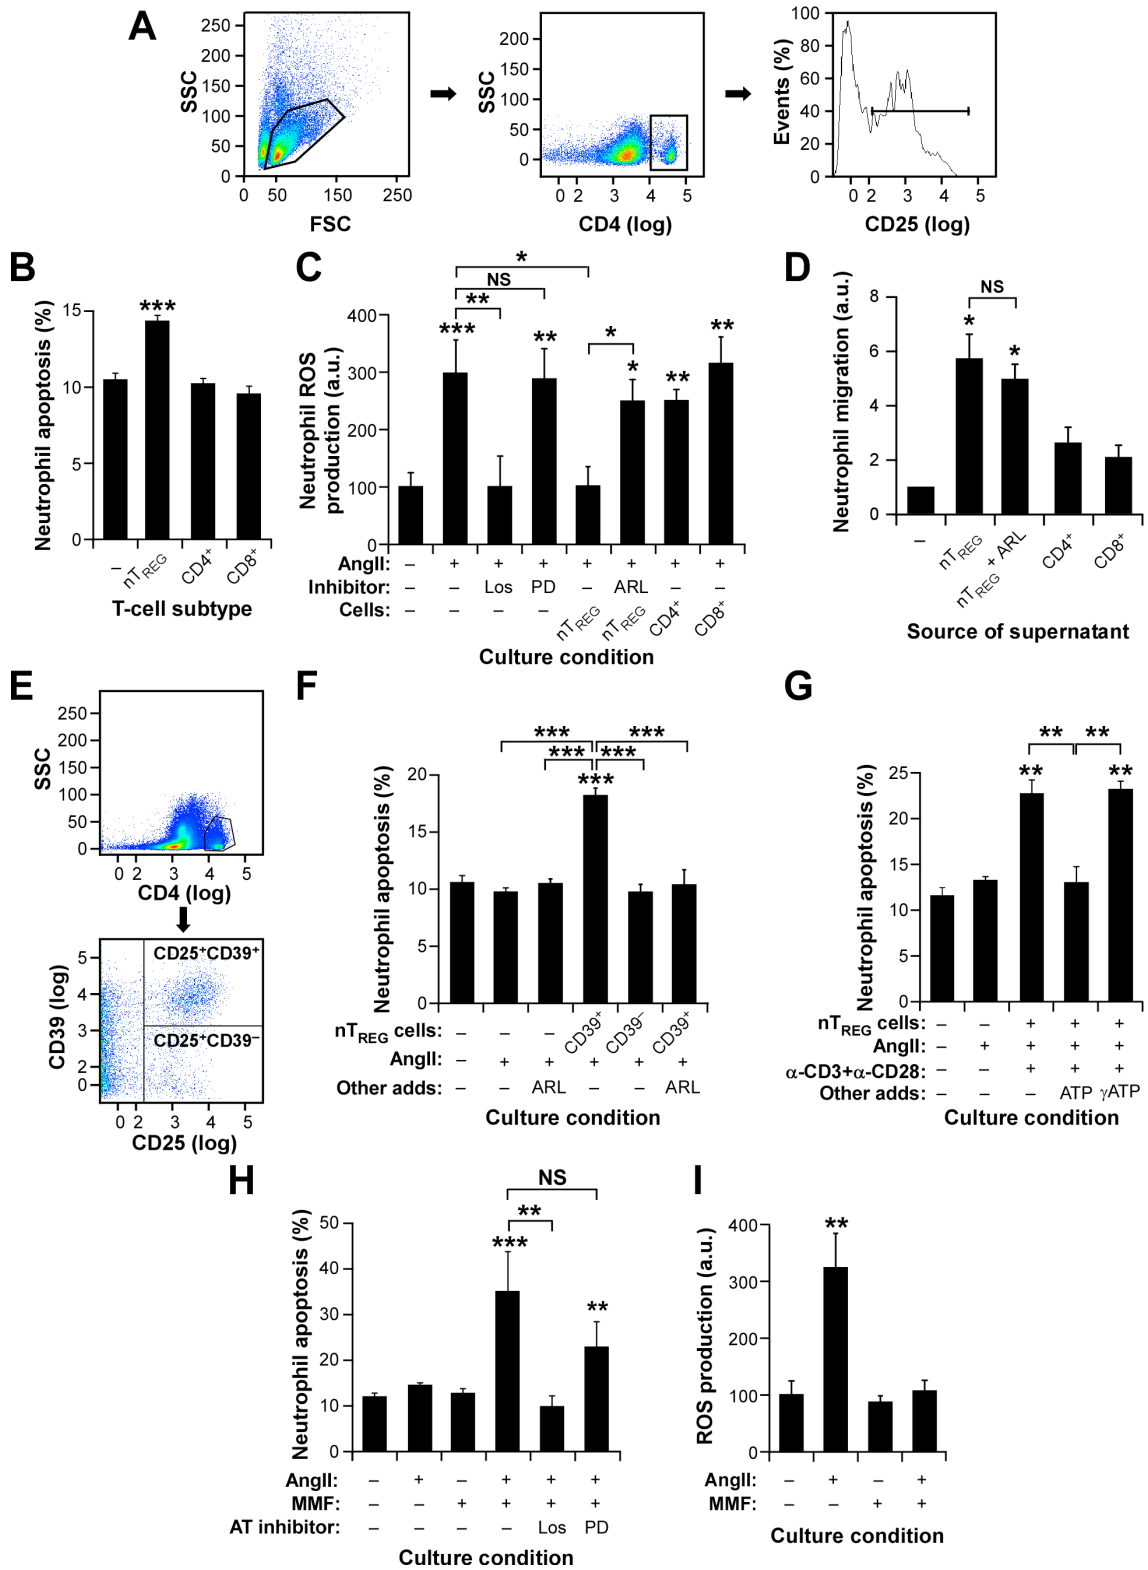 A
SSC
250
200
150
100
50
0
0 50 150 250
FSC
SSC
200
150
100
50
0
0 2 3 4 5
CD4 (log)
Events (%)
100
80
60
40
20
0
0 2 3 4 5
CD25 (log)
B
Neutrophil apoptosis (%)
15
10
5
0
***
– nTREG CD4+ CD8+
T-cell subtype
C
Neutrophil ROS
production (a.u.)
400
300
200
100
0
*
NS
**
***
**
*
*
**
**
AngII: – + + + + + + +
Inhibitor: – – Los PD – ARL – –
Cells: – – – – nTREG nTREG CD4+ CD8+
Culture condition
D
Neutrophil migration (a.u.)
8
6
4
2
0
NS
*
*
– nTREG nTREG + ARL CD4+ CD8+
Source of supernatant
E
SSC
250
200
150
100
50
0
0 2 3 4 5
CD4 (log)
CD39 (log)
5
4
3
2
0
CD25+CD39+
CD25+CD39–
0 2 3 4 5
CD25 (log)
F
Neutrophil apoptosis (%)
20
15
10
5
0
*** ***
*** ***
***
nTREG cells: – – – CD39+ CD39– CD39+
AngII: – + + + + +
Other adds: – – ARL – – ARL
Culture condition
G
Neutrophil apoptosis (%)
25
20
15
10
5
0
** **
** **
nTREG cells: – – + + +
AngII: – + + + +
α-CD3+α-CD28: – – + + +
Other adds: – – – ATP γATP
Culture condition
H
Neutrophil apoptosis (%)
50
40
30
20
10
0
NS
**
***
**
AngII: – + – + + +
MMF: – – + + + +
AT inhibitor: – – – – Los PD
Culture condition
I
ROS production (a.u.)
400
300
200
100
0
**
AngII: – + – +
MMF: – – + +
Culture condition